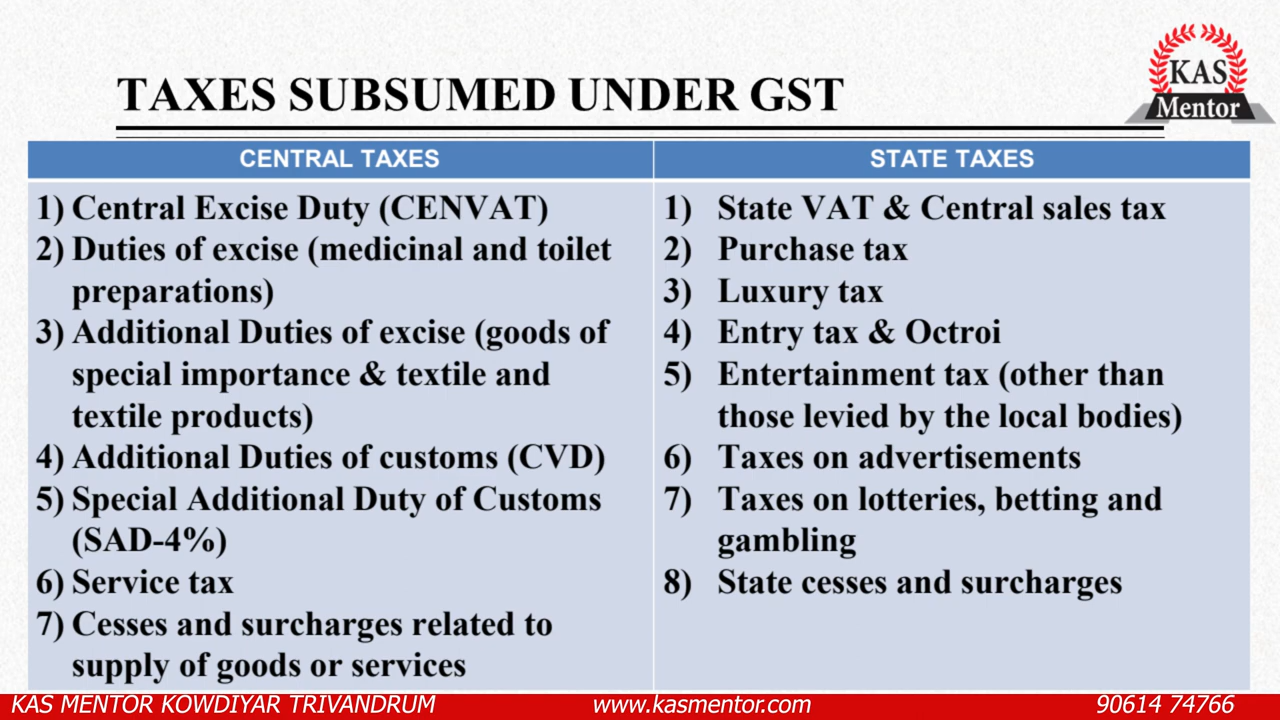 TAXES SUBSUMED UNDER GST
KAS
Mentor
CENTRAL TAXES
1) Central Excise Duty (CENVAT)
2) Duties of excise (medicinal and toilet
preparations)
3) Additional Duties of excise (goods of
special importance & textile and
textile products)
4) Additional Duties of customs (CVD)
5) Special Additional Duty of Customs
(SAD-4%)
6) Service tax
7) Cesses and surcharges related to
supply of goods or services
STATE TAXES
1) State VAT & Central sales tax
2) Purchase tax
3) Luxury tax
4) Entry tax & Octroi
5) Entertainment tax (other than
those levied by the local bodies)
6) Taxes on advertisements
7) Taxes on lotteries, betting and
gambling
8) State cesses and surcharges
KAS MENTOR KOWDIYAR TRIVANDRUM www.kasmentor.com 90614 74766